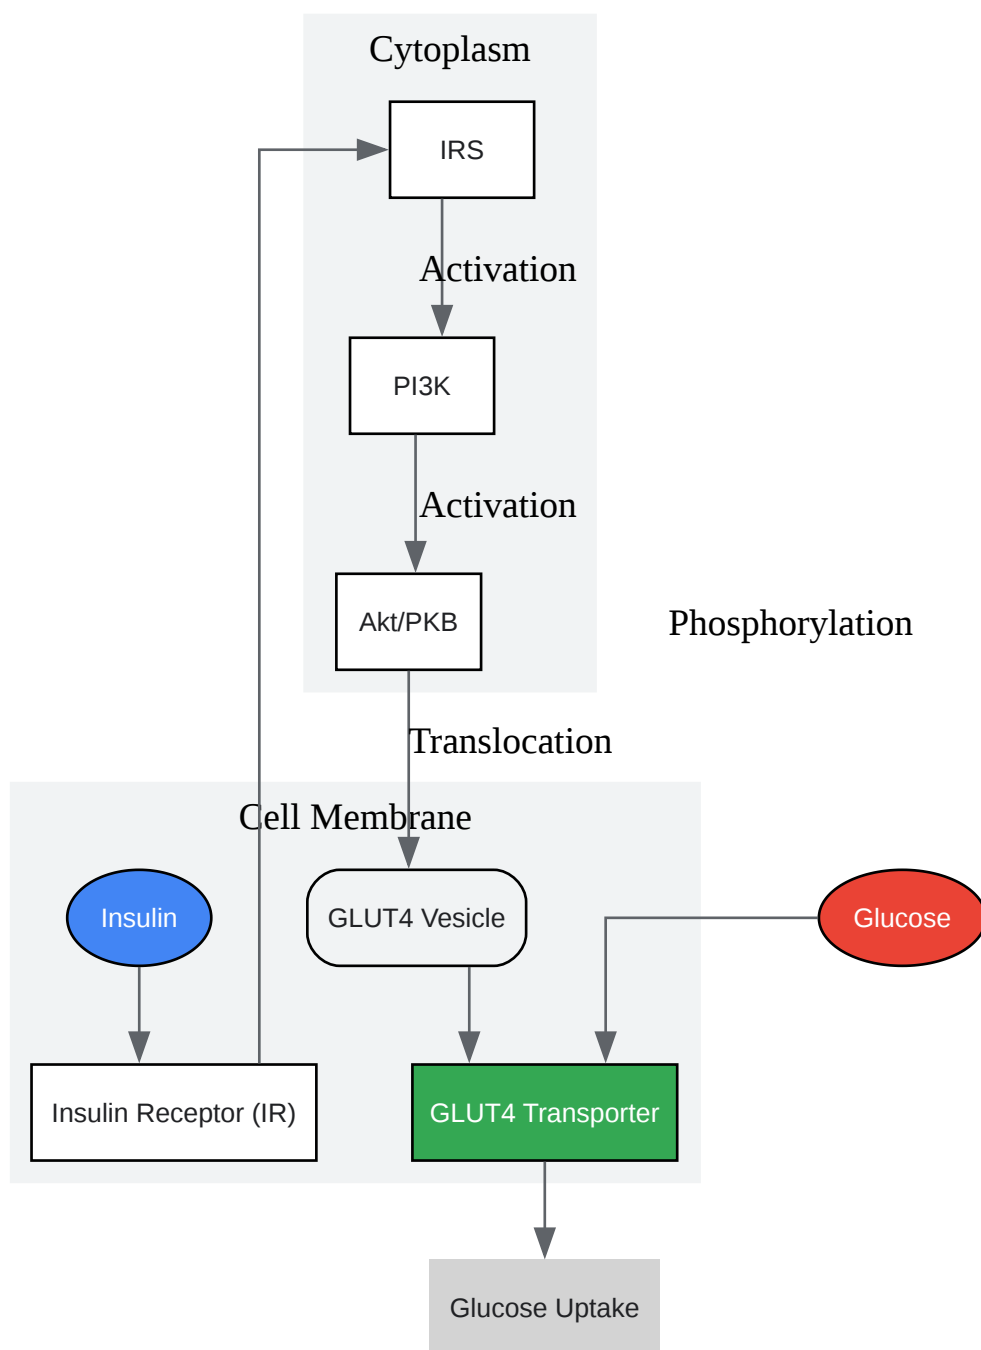 Cytoplasm
IRS
Activation
PI3K
Activation
Akt/PKB
Phosphorylation
Translocation
Cell Membrane
Insulin
GLUT4 Vesicle
Glucose
Insulin Receptor (IR)
GLUT4 Transporter
Glucose Uptake